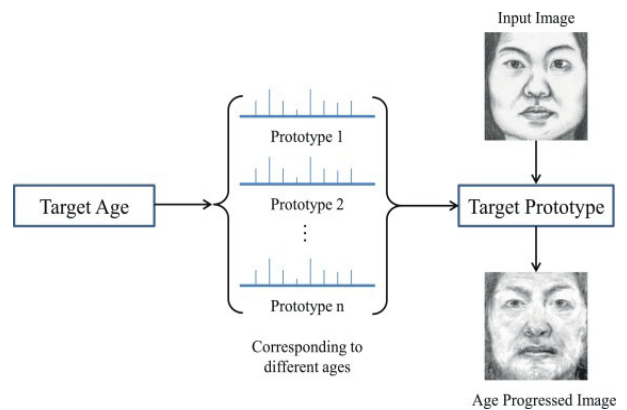 Input Image
Prototype 1
Target Age
Prototype 2
Target Prototype
⋮
Prototype n
Corresponding to
different ages
Age Progressed Image